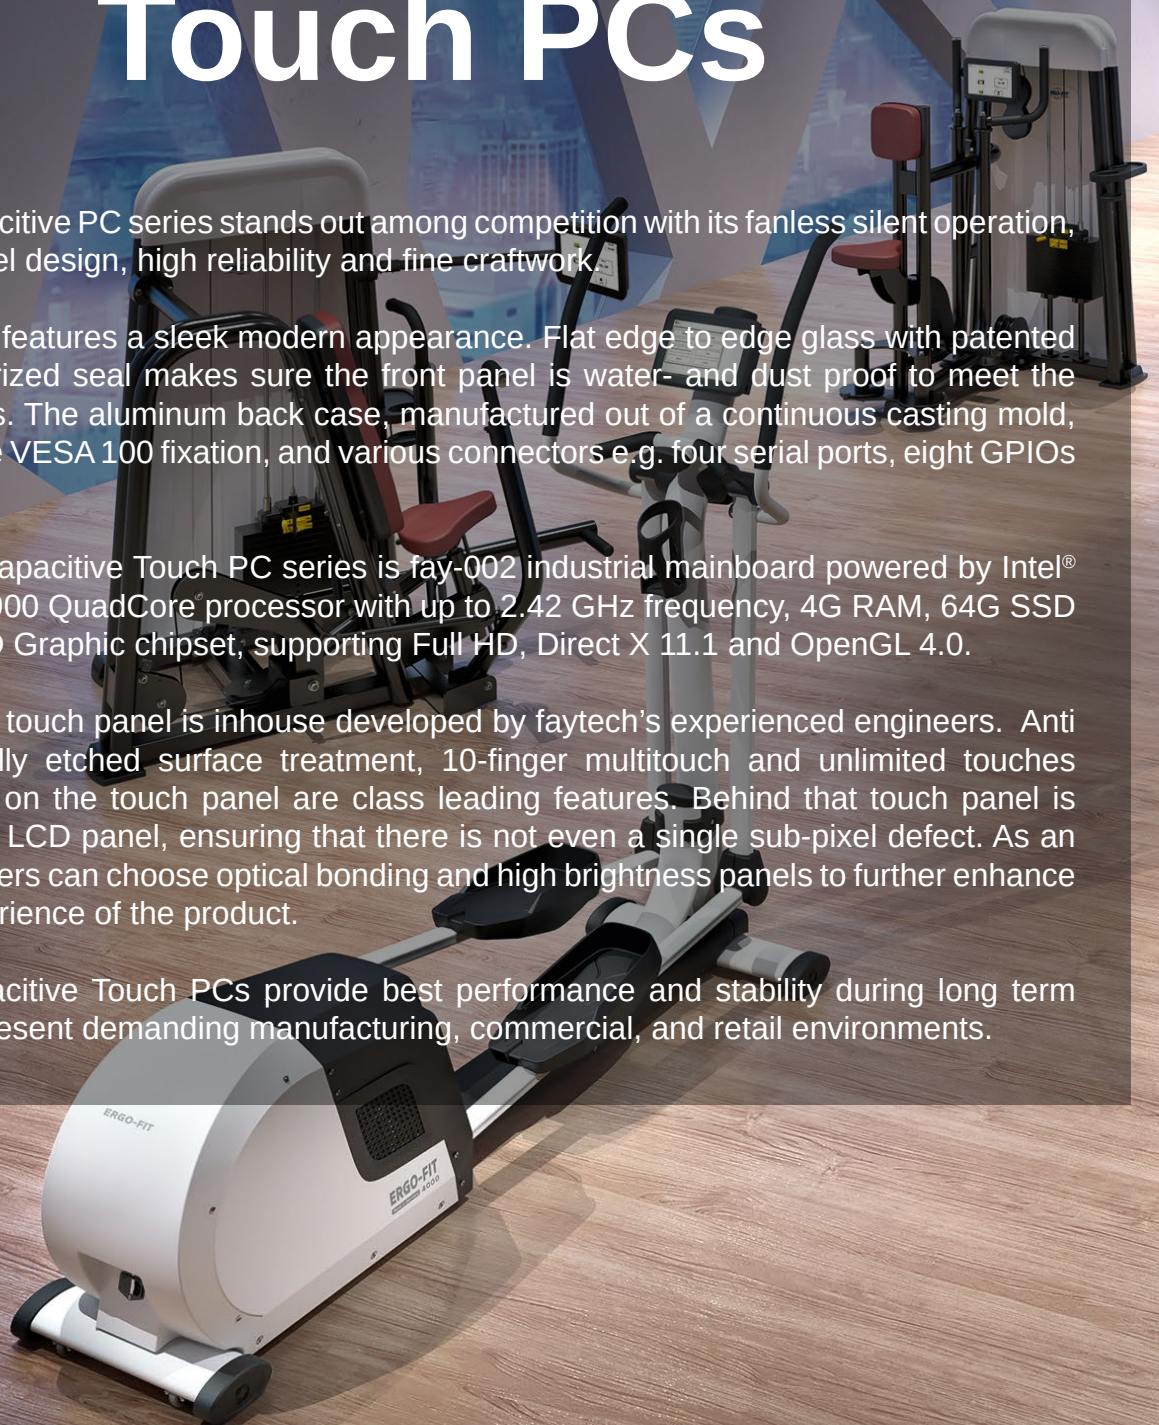 Touch PCs
citive PC series stands out among competition with its fanless silent operation,
el design, high reliability and fine craftwork.
features a sleek modern appearance. Flat edge to edge glass with patented
rized seal makes sure the front panel is water- and dust proof to meet the
s. The aluminum back case, manufactured out of a continuous casting mold,
e VESA 100 fixation, and various connectors e.g. four serial ports, eight GPIOs
apacitive Touch PC series is fay-002 industrial mainboard powered by Intel®
000 QuadCore processor with up to 2.42 GHz frequency, 4G RAM, 64G SSD
D Graphic chipset, supporting Full HD, Direct X 11.1 and OpenGL 4.0.
touch panel is inhouse developed by faytech’s experienced engineers.  Anti
lly etched surface treatment, 10-finger multitouch and unlimited touches
on the touch panel are class leading features. Behind that touch panel is
LCD panel, ensuring that there is not even a single sub-pixel defect. As an
ers can choose optical bonding and high brightness panels to further enhance
rience of the product.
acitive Touch PCs provide best performance and stability during long term
esent demanding manufacturing, commercial, and retail environments.
ERGO-FIT
ERGO-FIT
4000